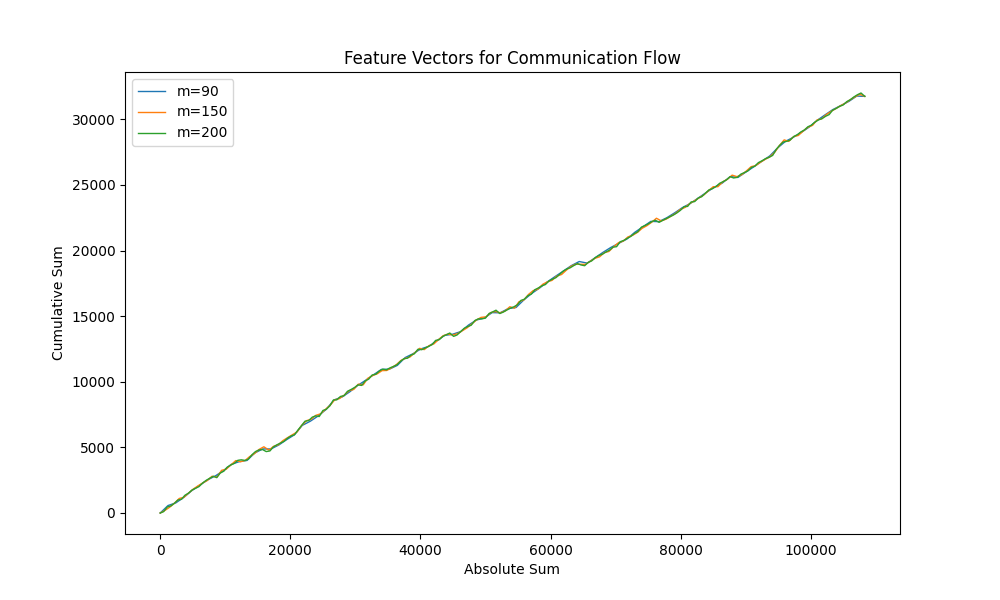 Feature Vectors for Communication Flow
m=90
m=150
m=200
30000
25000
20000
15000
10000
5000
0
Cumulative Sum
0 20000 40000 60000 80000 100000
Absolute Sum